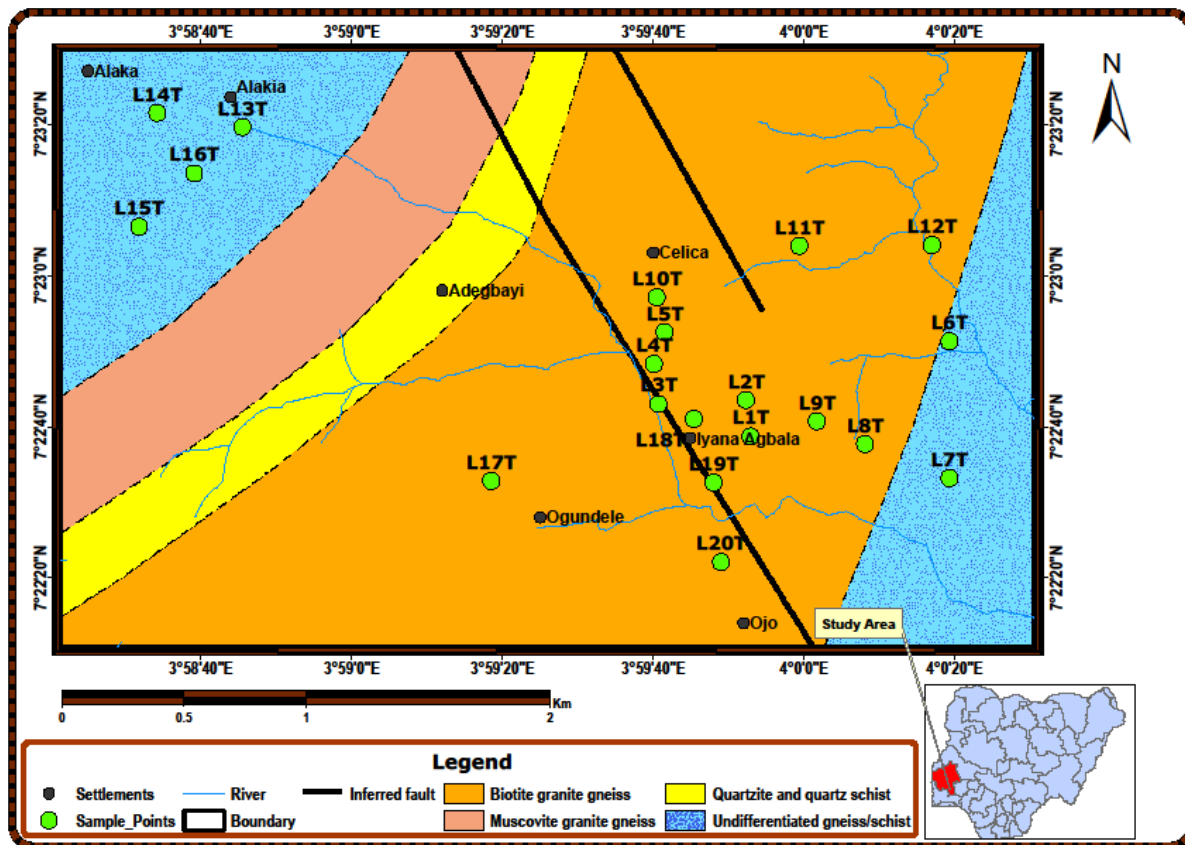 3°58'40"E 3°59'0"E 3°59'20"E 3°59'40"E 4°0'0"E 4°0'20"E
N
Alaka
Alakia
L14T
L13T
7°23'20"N 7°23'20"N
L16T
L15T
L11T
L12T
Celica
7°23'0"N 7°23'0"N
L10T
Adegbayi
L5T
L6T
L4T
L3T
L2T
L9T
L1T
L8T
7°22'40"N 7°22'40"N
L18T
Iyana Agbala
L17T
L19T
L7T
Ogundele
L20T
7°22'20"N 7°22'20"N
Ojo
Study Area
3°58'40"E 3°59'0"E 3°59'20"E 3°59'40"E 4°0'0"E 4°0'20"E
Km
0 0.5 1 2
Legend
Settlements River Inferred fault Biotite granite gneiss Quartzite and quartz schist
Sample_Points Boundary Muscovite granite gneiss Undifferentiated gneiss/schist